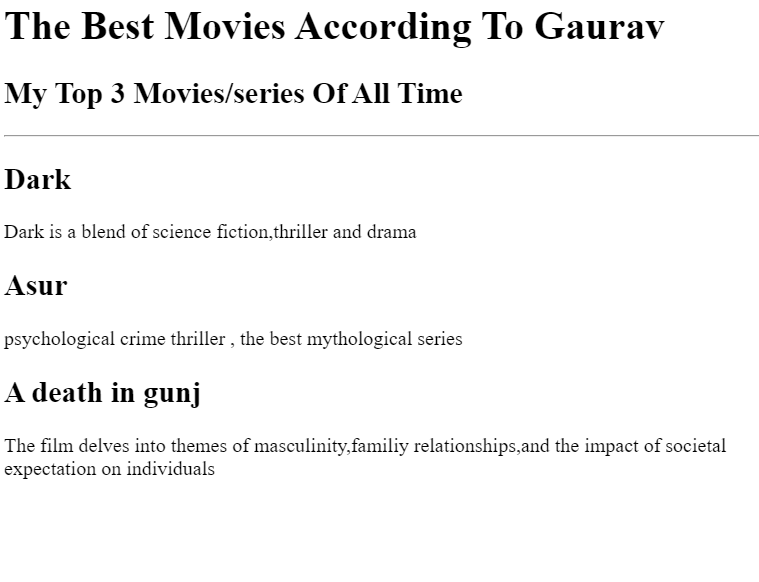 The Best Movies According To Gaurav
My Top 3 Movies/series Of All Time
Dark
Dark is a blend of science fiction,thriller and drama
Asur
psychological crime thriller , the best mythological series
A death in gunj
The film delves into themes of masculinity,familiy relationships,and the impact of societal
expectation on individuals